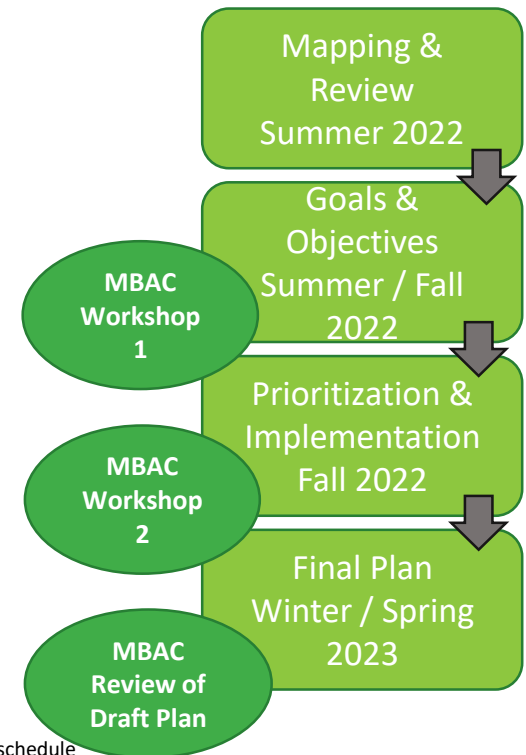 Mapping &
Review
Summer 2022
Goals &
Objectives
Summer / Fall
2022
MBAC
Workshop
1
Prioritization &
Implementation
Fall 2022
MBAC
Workshop
2
Final Plan
Winter / Spring
2023
MBAC
Review of
Draft Plan
schedule